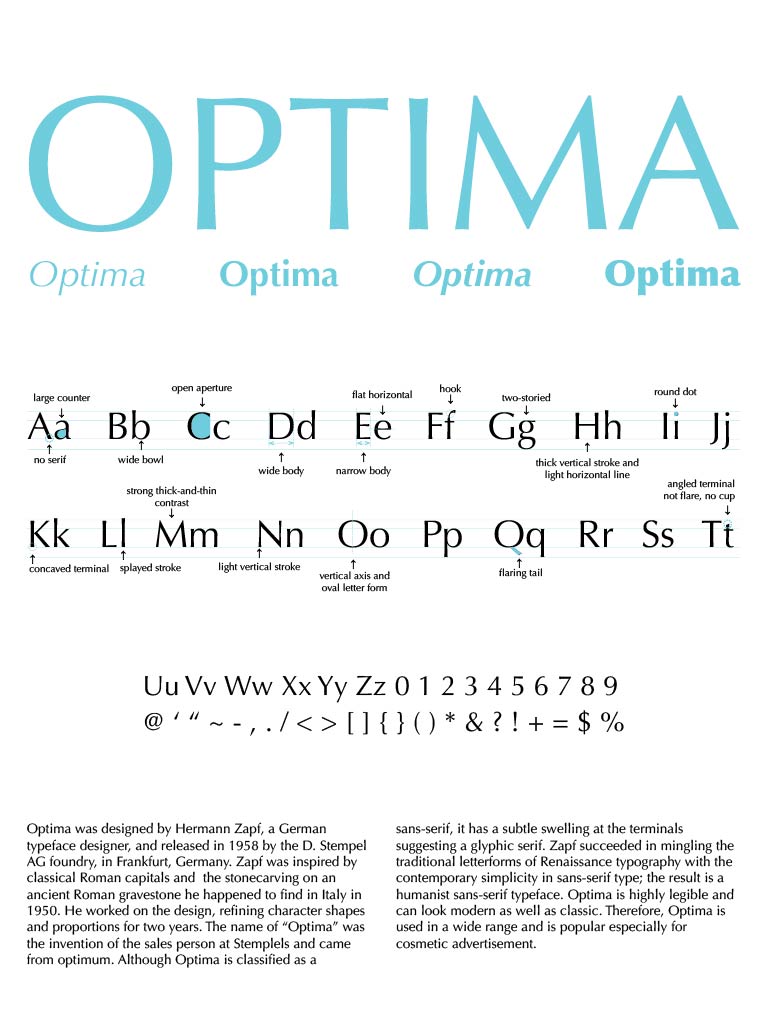 OPTIMA
Optima Optima Optima Optima
large counter
open aperture
flat horizontal
hook
two-storied
round dot
Aa Bb Cc Dd Ee Ff Gg Hh Ii Jj
no serif
wide bowl
wide body
narrow body
thick vertical stroke and
light horizontal line
strong thick-and-thin
contrast
angled terminal
not flare, no cup
Kk Ll Mm Nn Oo Pp Qq Rr Ss Tt
concaved terminal
splayed stroke
light vertical stroke
vertical axis and
oval letter form
flaring tail
Uu Vv Ww Xx Yy Zz 0 1 2 3 4 5 6 7 8 9
@ ‘ “ ~ - , . / < > [ ] { } ( ) * & ? ! + = $ %
Optima was designed by Hermann Zapf, a German
typeface designer, and released in 1958 by the D. Stempel
AG foundry, in Frankfurt, Germany. Zapf was inspired by
classical Roman capitals and the stonecarving on an
ancient Roman gravestone he happened to find in Italy in
1950. He worked on the design, refining character shapes
and proportions for two years. The name of “Optima” was
the invention of the sales person at Stemplels and came
from optimum. Although Optima is classified as a
sans-serif, it has a subtle swelling at the terminals
suggesting a glyphic serif. Zapf succeeded in mingling the
traditional letterforms of Renaissance typography with the
contemporary simplicity in sans-serif type; the result is a
humanist sans-serif typeface. Optima is highly legible and
can look modern as well as classic. Therefore, Optima is
used in a wide range and is popular especially for
cosmetic advertisement.